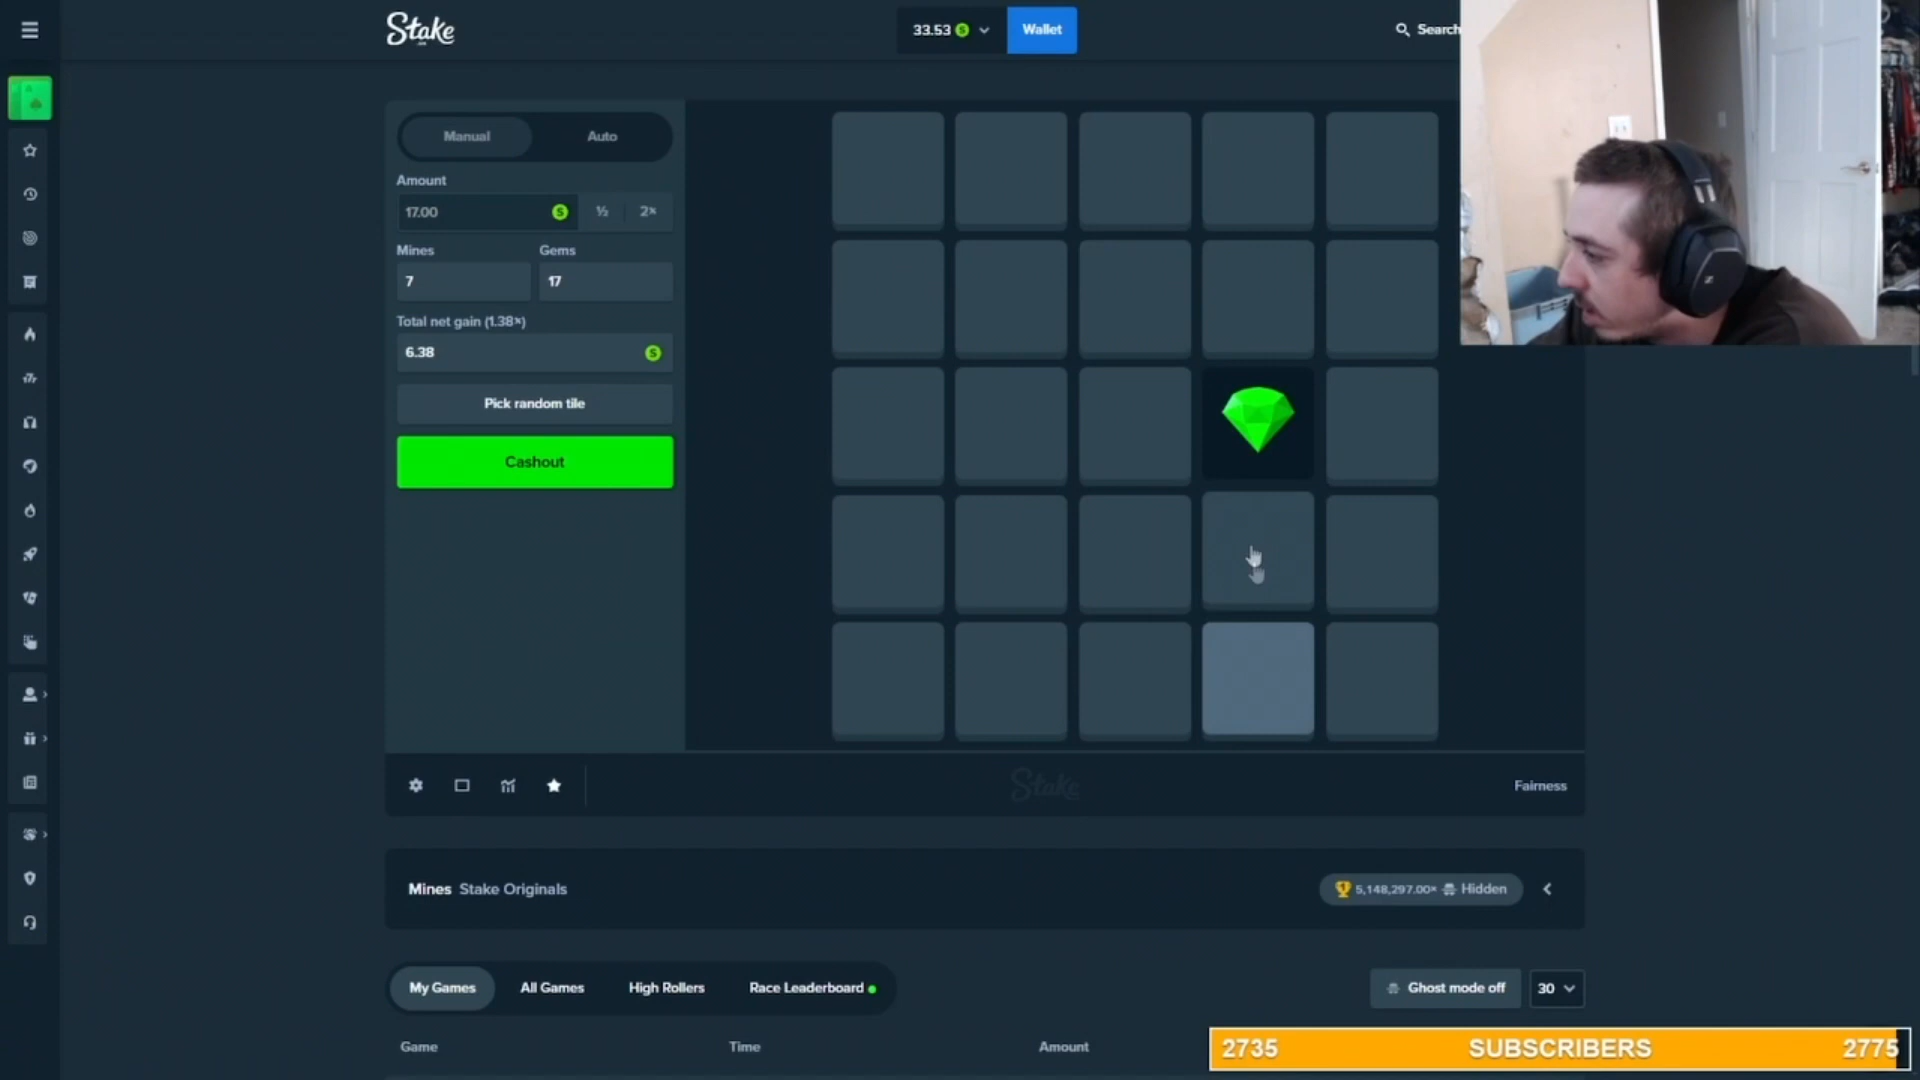 Stake
33.53
Wallet
Search
Manual
Auto
Amount
17.00
½
2×
Mines
Gems
7
17
Total net gain (1.38×)
6.38
Pick random tile
Cashout
Stake
Fairness
Mines Stake Originals
5,148,297.00× Hidden
My Games
All Games
High Rollers
Race Leaderboard
Ghost mode off
30
Game
Time
Amount
2735 SUBSCRIBERS 2775